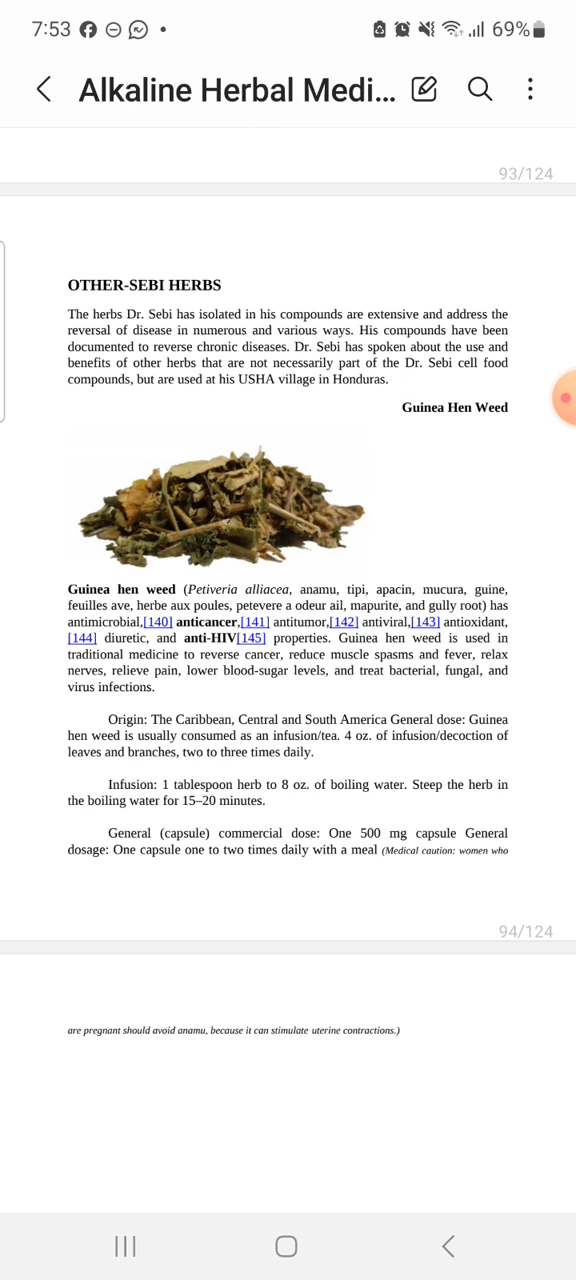 7:53
69%
Alkaline Herbal Medi...
93/124
OTHER-SEBI HERBS
The herbs Dr. Sebi has isolated in his compounds are extensive and address the
reversal of disease in numerous and various ways. His compounds have been
documented to reverse chronic diseases. Dr. Sebi has spoken about the use and
benefits of other herbs that are not necessarily part of the Dr. Sebi cell food
compounds, but are used at his USHA village in Honduras.
Guinea Hen Weed
Guinea hen weed (Petiveria alliacea, anamu, tipi, apacin, mucura, guine,
feuilles ave, herbe aux poules, petevere a odeur ail, mapurite, and gully root) has
antimicrobial,[140] anticancer,[141] antitumor,[142] antiviral,[143] antioxidant,
[144] diuretic, and anti-HIV[145] properties. Guinea hen weed is used in
traditional medicine to reverse cancer, reduce muscle spasms and fever, relax
nerves, relieve pain, lower blood-sugar levels, and treat bacterial, fungal, and
virus infections.
Origin: The Caribbean, Central and South America General dose: Guinea
hen weed is usually consumed as an infusion/tea. 4 oz. of infusion/decoction of
leaves and branches, two to three times daily.
Infusion: 1 tablespoon herb to 8 oz. of boiling water. Steep the herb in
the boiling water for 15–20 minutes.
General (capsule) commercial dose: One 500 mg capsule General
dosage: One capsule one to two times daily with a meal (Medical caution: women who
94/124
are pregnant should avoid anamu, because it can stimulate uterine contractions.)